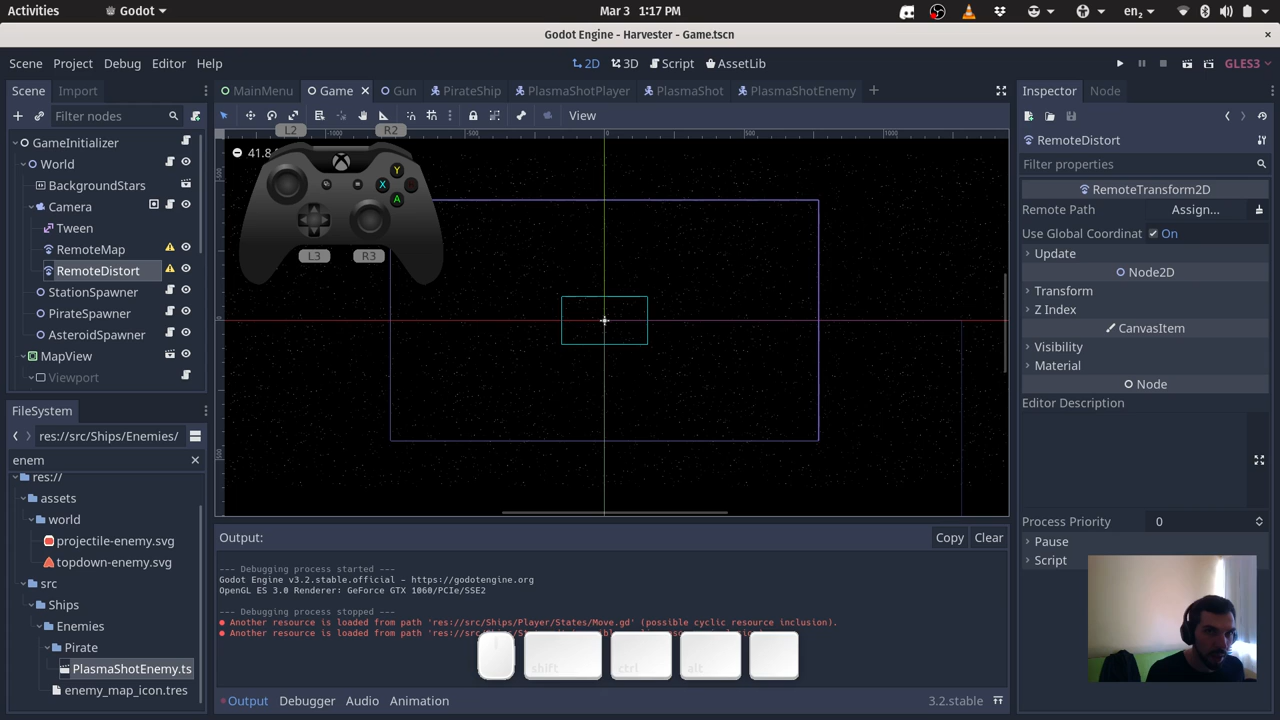 Activities
Godot
Mar 3 1:17 PM
en₂
Godot Engine - Harvester - Game.tscn
Scene Project Debug Editor Help
2D 3D Script AssetLib
GLES3
Scene Import
MainMenu Game Gun PirateShip PlasmaShotPlayer PlasmaShot PlasmaShotEnemy
Inspector Node
Filter nodes
View
GameInitializer
World
BackgroundStars
Camera
Tween
RemoteMap
RemoteDistort
StationSpawner
PirateSpawner
AsteroidSpawner
MapView
Viewport
-1000 -500 0 500 1000
L2 R2
41.8
Y
X
A
L3 R3
FileSystem
res://src/Ships/Enemies/
enem
res://
assets
world
projectile-enemy.svg
topdown-enemy.svg
src
Ships
Enemies
Pirate
PlasmaShotEnemy.ts
enemy_map_icon.tres
Output:
Copy Clear
--- Debugging process started ---
Godot Engine v3.2.stable.official - https://godotengine.org
OpenGL ES 3.0 Renderer: GeForce GTX 1060/PCIe/SSE2
--- Debugging process stopped ---
Another resource is loaded from path 'res://src/Ships/Player/States/Move.gd' (possible cyclic resource inclusion).
Another resource is loaded from path 'res://src/S
shift ctrl alt
Output Debugger Audio Animation
3.2.stable
RemoteDistort
Filter properties
RemoteTransform2D
Remote Path Assign...
Use Global Coordinat On
Update
Node2D
Transform
Z Index
CanvasItem
Visibility
Material
Node
Editor Description
Process Priority 0
Pause
Script